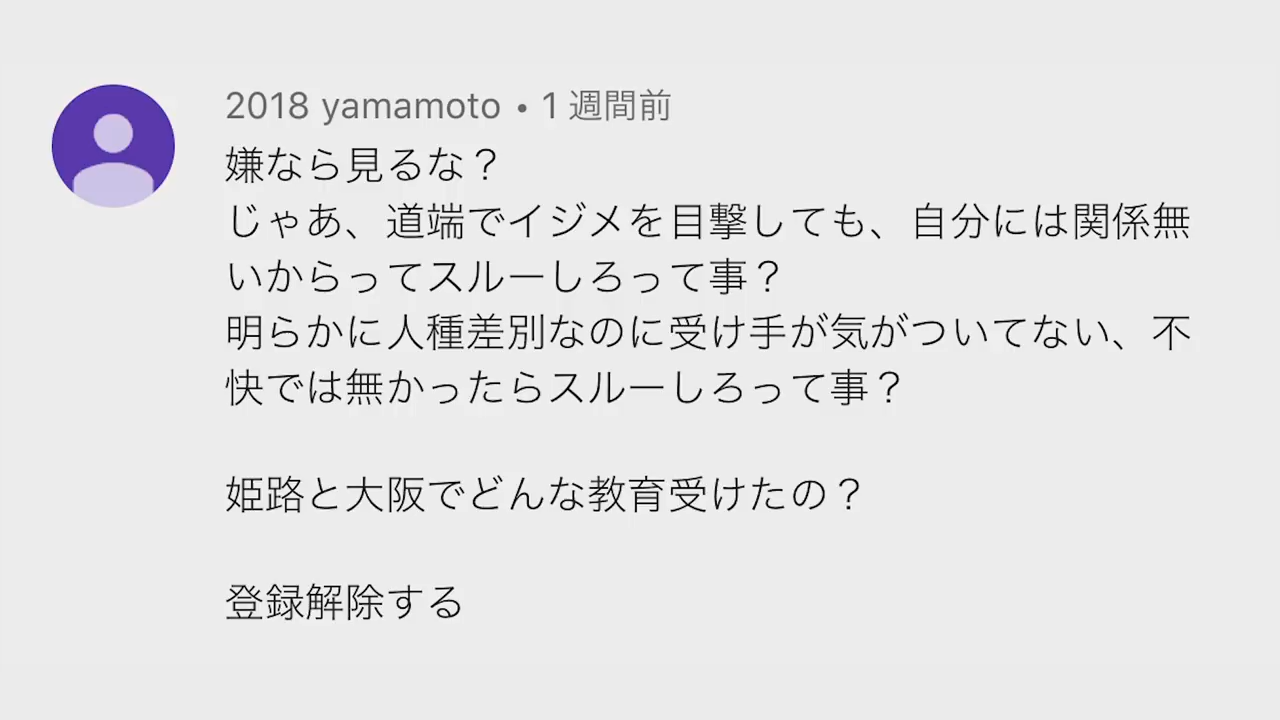 2018 yamamoto • 1 週間前
嫌なら見るな？
じゃあ、道端でイジメを目撃しても、自分には関係無
いからってスルーしろって事？
明らかに人種差別なのに受け手が気がついてない、不
快では無かったらスルーしろって事？
姫路と大阪でどんな教育受けたの？
登録解除する